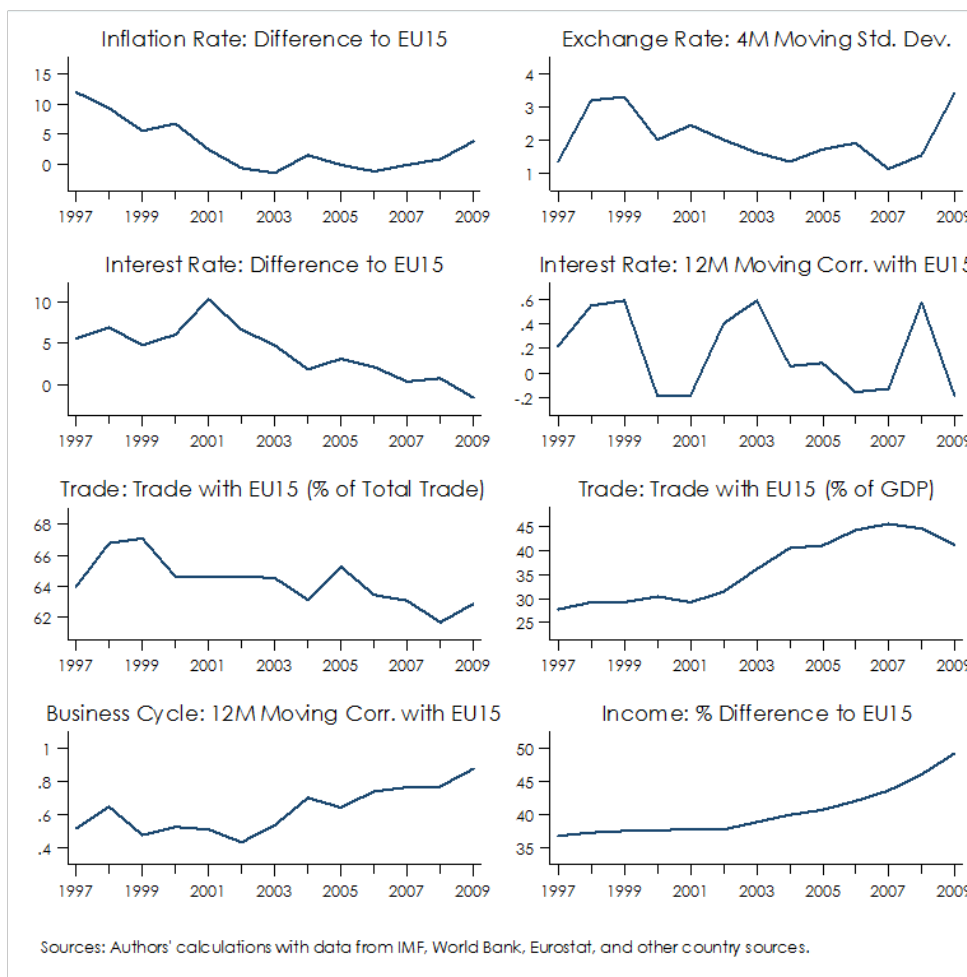 Inflation Rate: Difference to EU15
15
10
5
0
1997 1999 2001 2003 2005 2007 2009
Exchange Rate: 4M Moving Std. Dev.
4
3
2
1
1997 1999 2001 2003 2005 2007 2009
Interest Rate: Difference to EU15
10
5
0
1997 1999 2001 2003 2005 2007 2009
Interest Rate: 12M Moving Corr. with EU15
.6
.4
.2
0
-.2
1997 1999 2001 2003 2005 2007 2009
Trade: Trade with EU15 (% of Total Trade)
68
66
64
62
1997 1999 2001 2003 2005 2007 2009
Trade: Trade with EU15 (% of GDP)
45
40
35
30
25
1997 1999 2001 2003 2005 2007 2009
Business Cycle: 12M Moving Corr. with EU15
1
.8
.6
.4
1997 1999 2001 2003 2005 2007 2009
Income: % Difference to EU15
50
45
40
35
1997 1999 2001 2003 2005 2007 2009
Sources: Authors' calculations with data from IMF, World Bank, Eurostat, and other country sources.